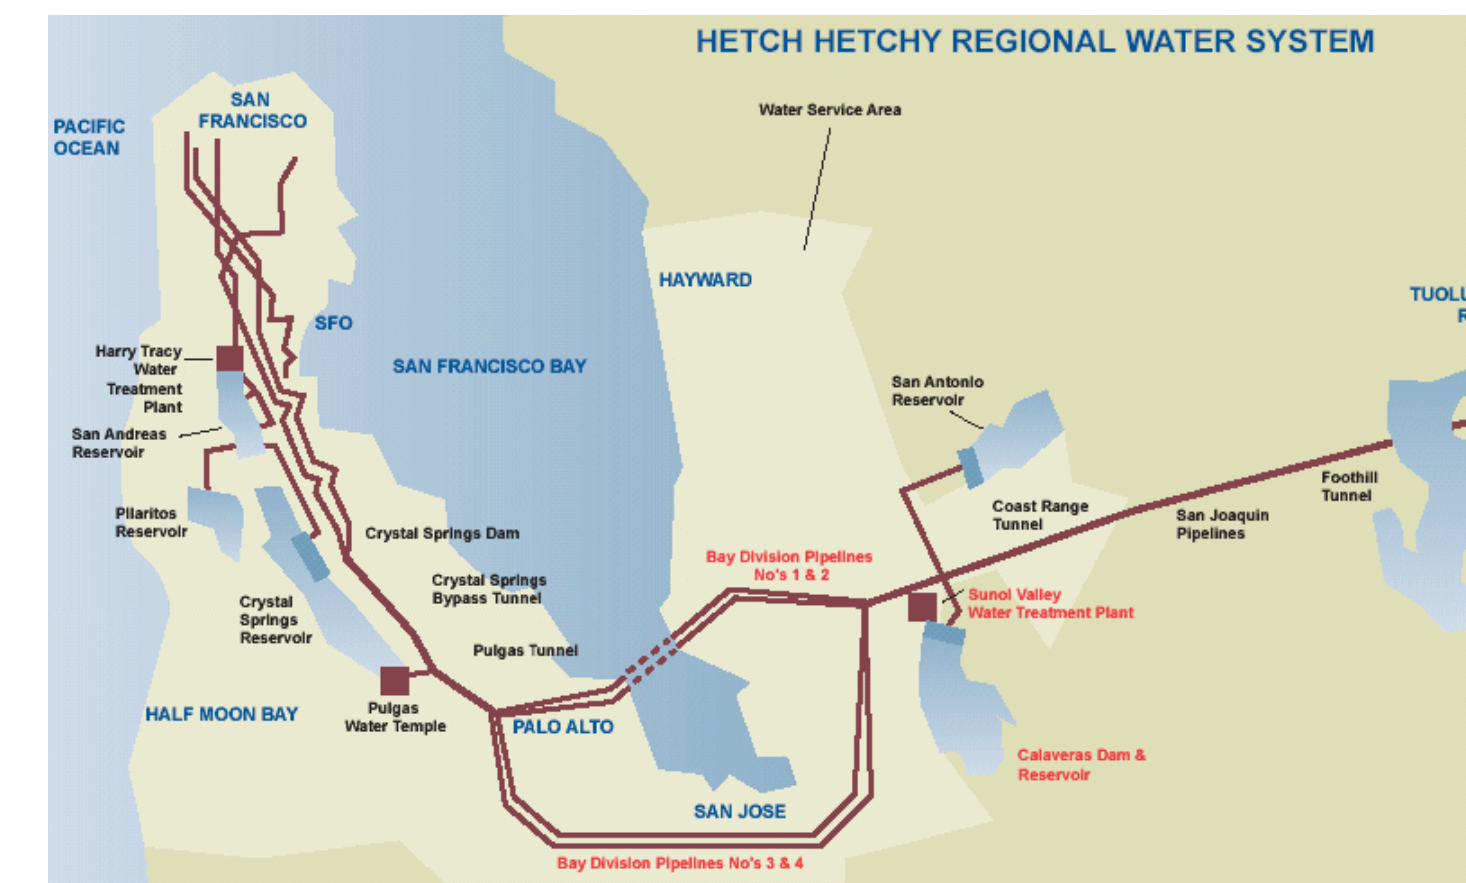 HETCH HETCHY REGIONAL WATER SYSTEM
SAN
FRANCISCO
PACIFIC
OCEAN
Water Service Area
HAYWARD
TUOLU
R
SFO
Harry Tracy
Water
Treatment
Plant
SAN FRANCISCO BAY
San Antonio
Reservoir
San Andreas
Reservoir
Foothill
Tunnel
Coast Range
Tunnel
San Joaquin
Pipelines
Pilaritos
Reservoir
Crystal Springs Dam
Bay Division Pipelines
No's 1 & 2
Crystal Springs
Bypass Tunnel
Sunol Valley
Water Treatment Plant
Crystal
Springs
Reservoir
Pulgas Tunnel
Pulgas
Water Temple
HALF MOON BAY
PALO ALTO
Calaveras Dam &
Reservoir
SAN JOSE
Bay Division Pipelines No's 3 & 4